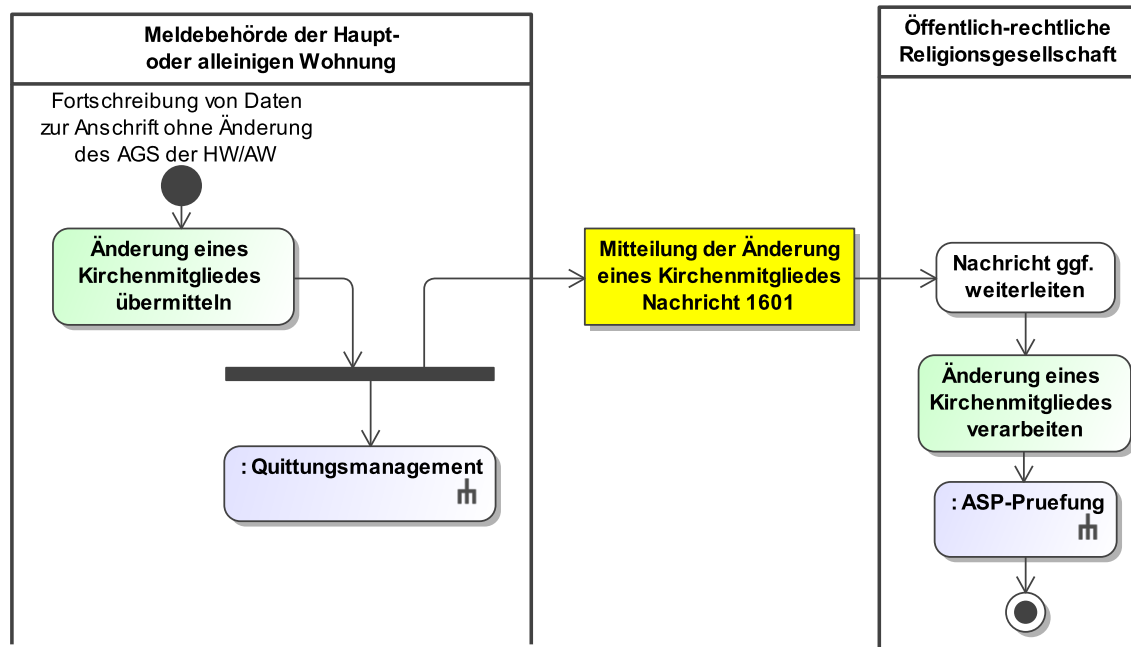 Meldebehörde der Haupt-
oder alleinigen Wohnung
Fortschreibung von Daten
zur Anschrift ohne Änderung
des AGS der HW/AW
Änderung eines
Kirchenmitgliedes
übermitteln
: Quittungsmanagement
Mitteilung der Änderung
eines Kirchenmitgliedes
Nachricht 1601
Öffentlich-rechtliche
Religionsgesellschaft
Nachricht ggf.
weiterleiten
Änderung eines
Kirchenmitgliedes
verarbeiten
: ASP-Pruefung